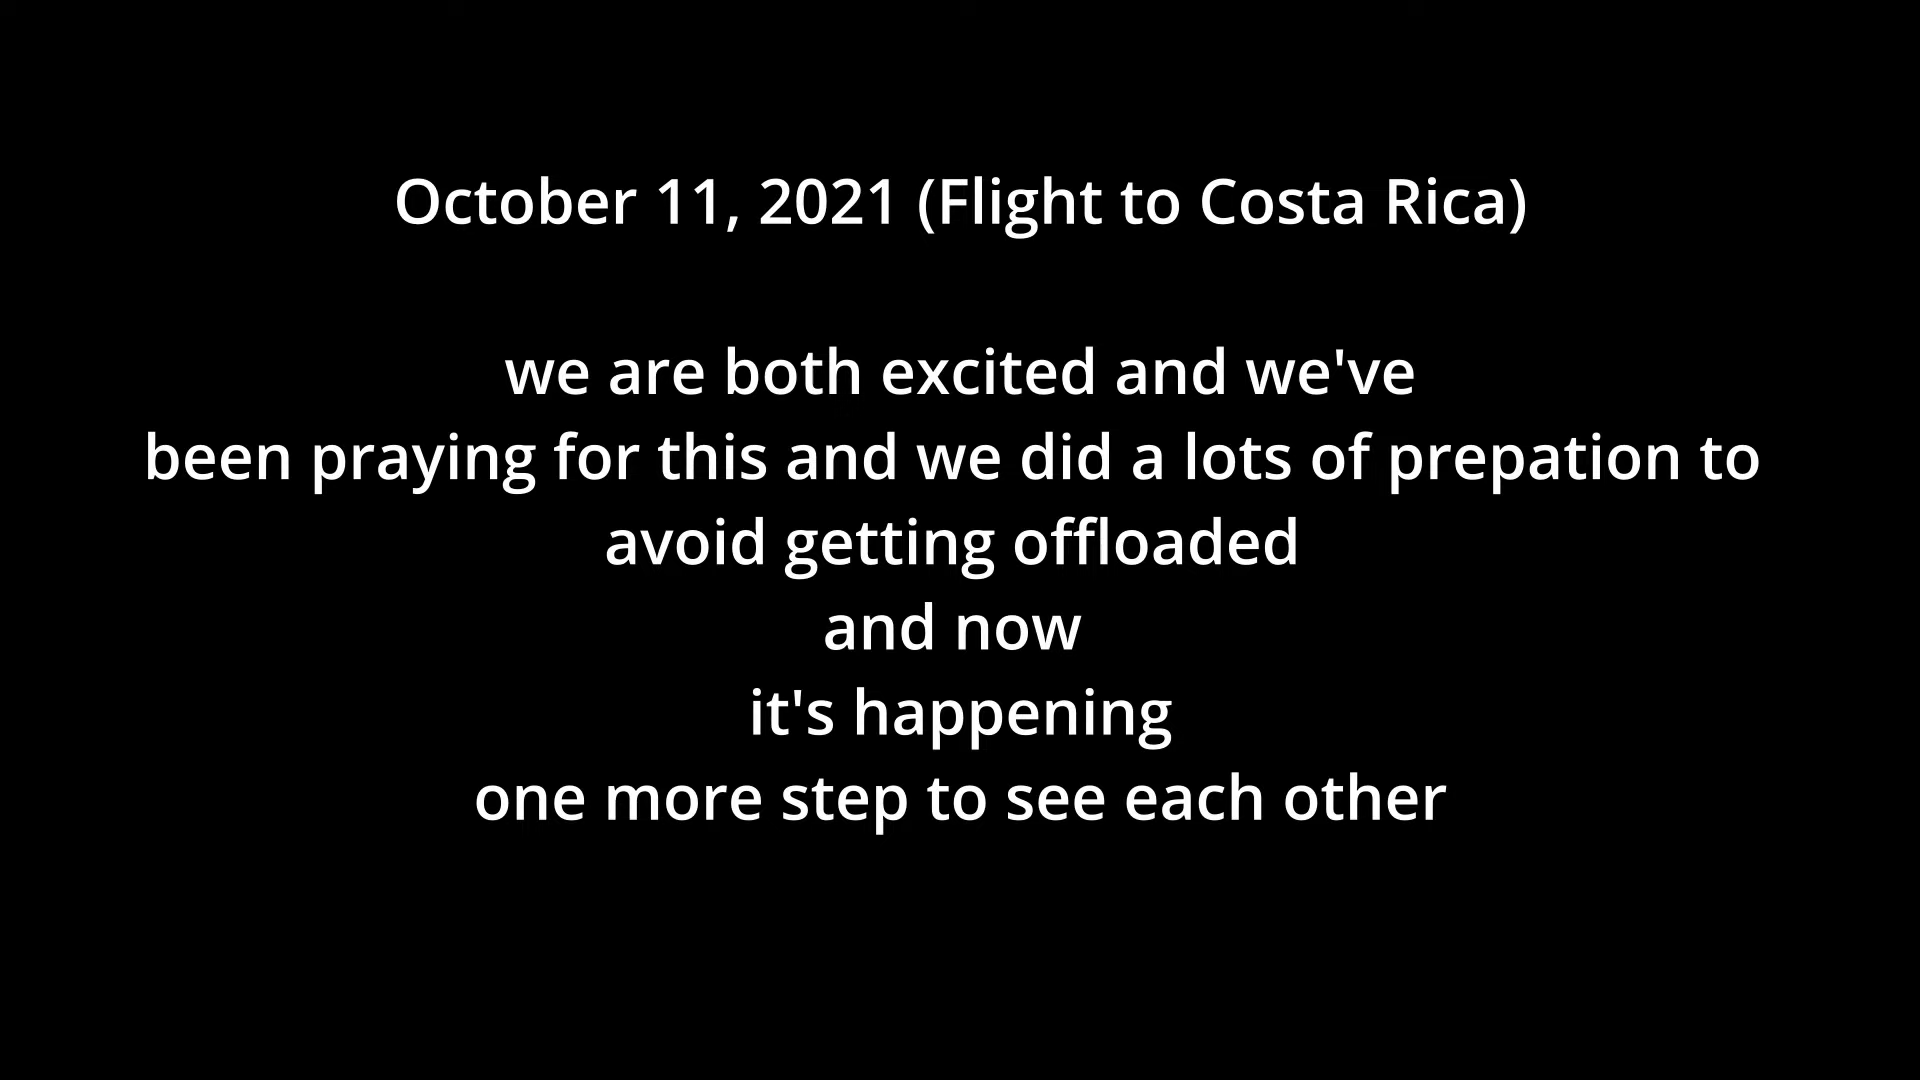 October 11, 2021 (Flight to Costa Rica)
we are both excited and we've
been praying for this and we did a lots of prepation to
avoid getting offloaded
and now
it's happening
one more step to see each other